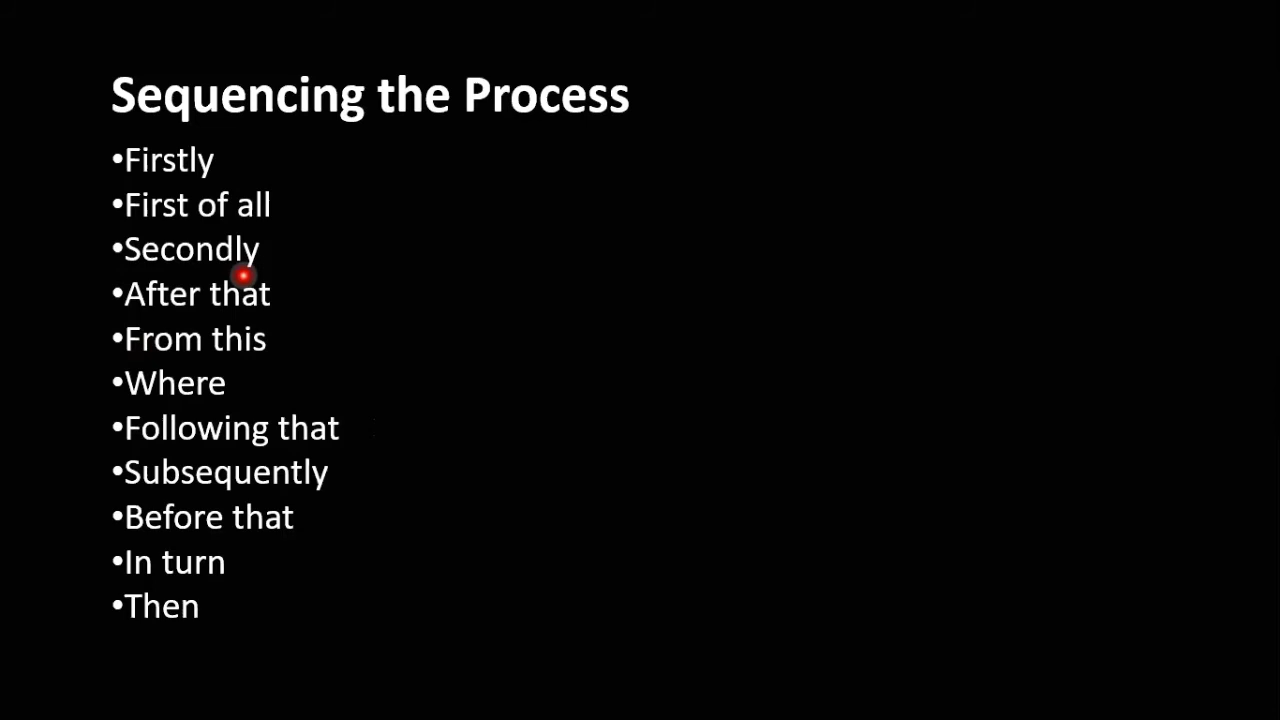 Sequencing the Process
•Firstly
•First of all
•Secondly
•After that
•From this
•Where
•Following that
•Subsequently
•Before that
•In turn
•Then